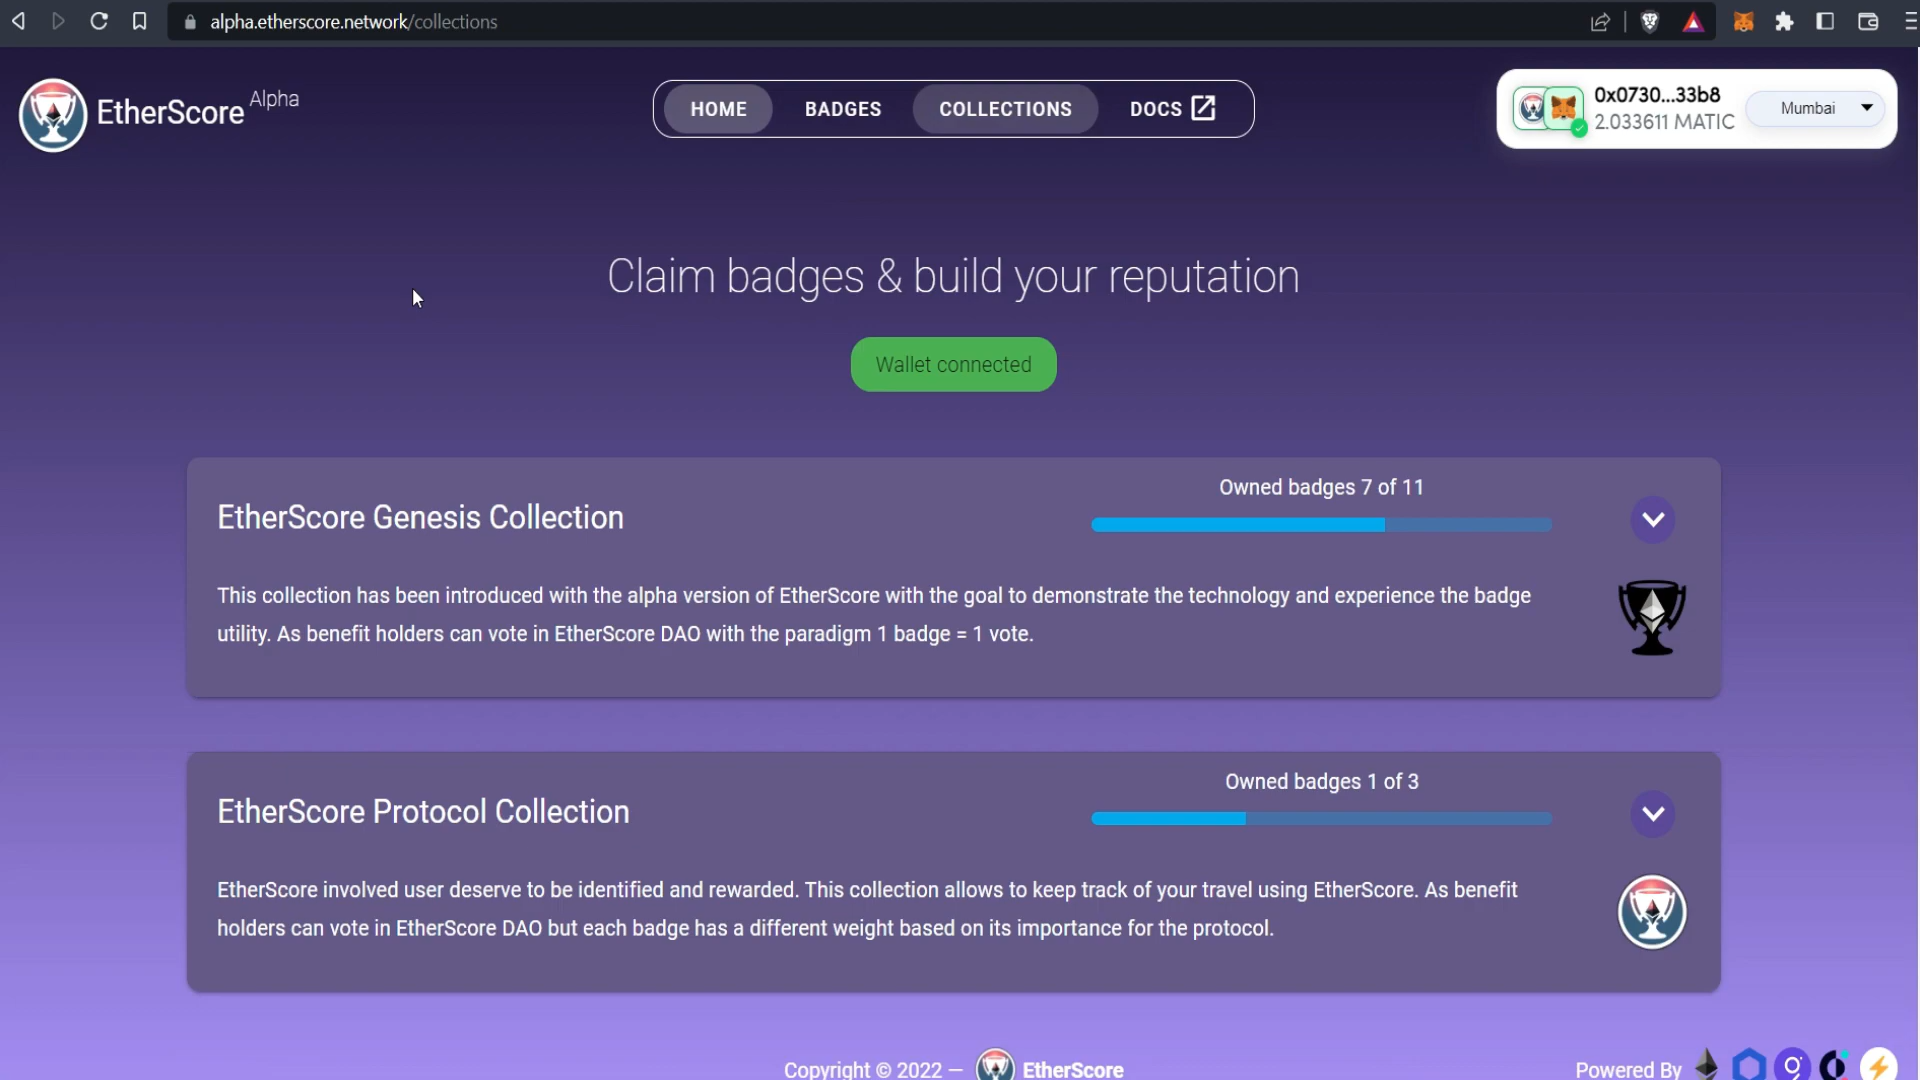 alpha.etherscore.network/collections
EtherScore Alpha
HOME
BADGES
COLLECTIONS
DOCS
0x0730...33b8
2.033611 MATIC
Mumbai
Claim badges & build your reputation
Wallet connected
EtherScore Genesis Collection
Owned badges 7 of 11
This collection has been introduced with the alpha version of EtherScore with the goal to demonstrate the technology and experience the badge
utility. As benefit holders can vote in EtherScore DAO with the paradigm 1 badge = 1 vote.
EtherScore Protocol Collection
Owned badges 1 of 3
EtherScore involved user deserve to be identified and rewarded. This collection allows to keep track of your travel using EtherScore. As benefit
holders can vote in EtherScore DAO but each badge has a different weight based on its importance for the protocol.
Copyright © 2022 — EtherScore
Powered By